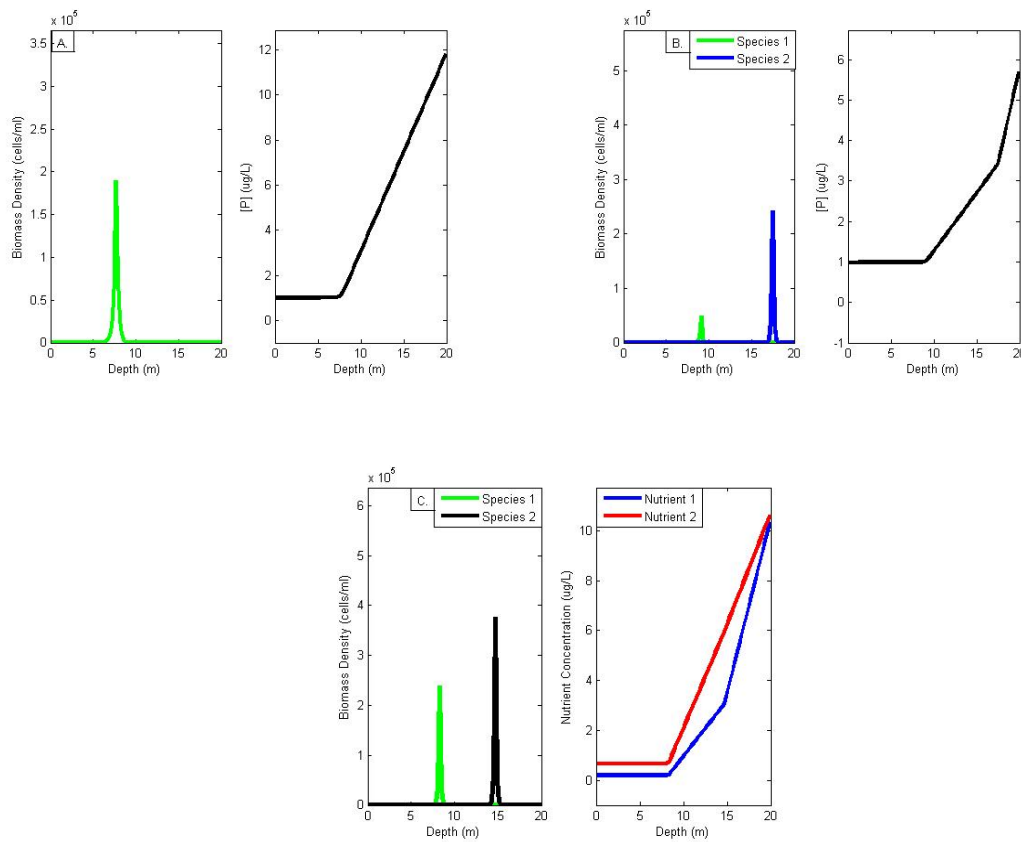 x 10^5
A.
3.5
3
2.5
2
1.5
1
0.5
0
0 5 10 15 20
Depth (m)
Biomass Density (cells/ml)
12
10
8
6
4
2
0
0 5 10 15 20
Depth (m)
[P] (ug/L)
x 10^5
B.
Species 1
Species 2
5
4
3
2
1
0
0 5 10 15 20
Depth (m)
Biomass Density (cells/ml)
6
5
4
3
2
1
0
-1
0 5 10 15 20
Depth (m)
[P] (ug/L)
x 10^5
C.
Species 1
Species 2
6
5
4
3
2
1
0
0 5 10 15 20
Depth (m)
Biomass Density (cells/ml)
Nutrient 1
Nutrient 2
10
8
6
4
2
0
0 5 10 15 20
Depth (m)
Nutrient Concentration (ug/L)